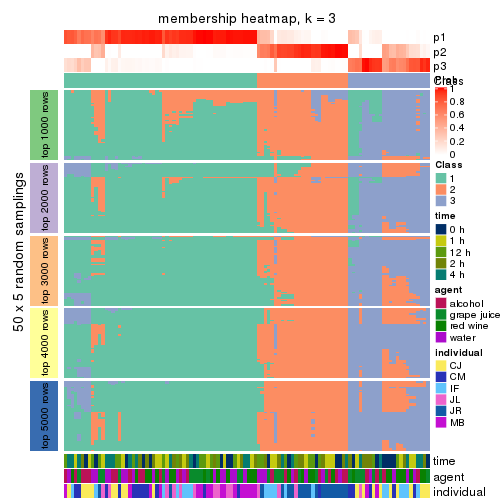 membership heatmap, k = 3
p1
p2
p3
Class
50 x 5 random samplings
top 1000 rows
top 2000 rows
top 3000 rows
top 4000 rows
top 5000 rows
1
0.8
0.6
0.4
0.2
0
Class
1
2
3
time
0 h
1 h
12 h
2 h
4 h
agent
alcohol
grape juice
red wine
water
individual
CJ
CM
IF
JL
JR
MB
time
agent
individual